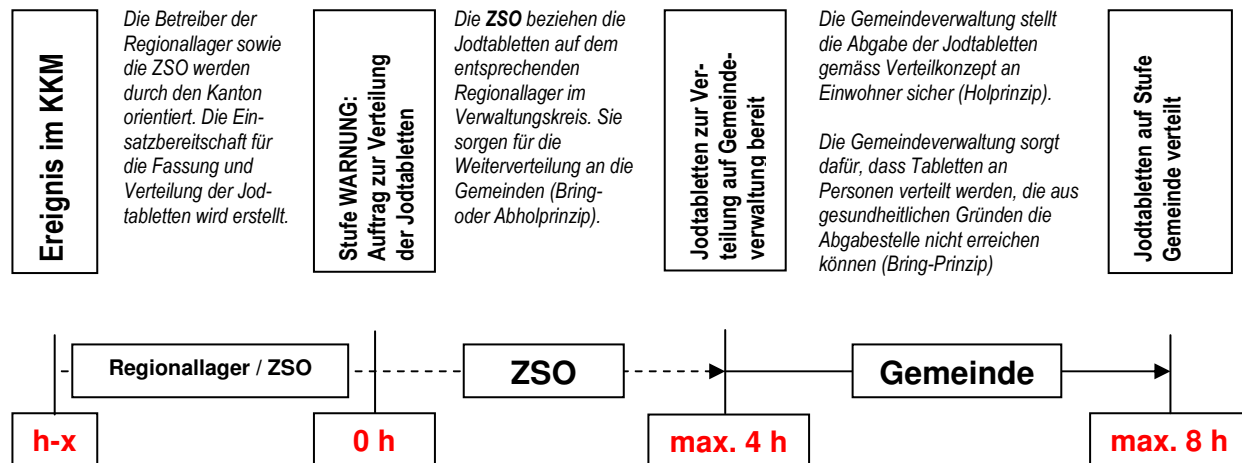 Ereignis im KKM
Die Betreiber der
Regionallager sowie
die ZSO werden
durch den Kanton
orientiert. Die Ein-
satzbereitschaft für
die Fassung und
Verteilung der Jod-
tabletten wird erstellt.
Stufe WARNUNG:
Auftrag zur Verteilung
der Jodtabletten
Die ZSO beziehen die
Jodtabletten auf dem
entsprechenden
Regionallager im
Verwaltungskreis. Sie
sorgen für die
Weiterverteilung an die
Gemeinden (Bring-
oder Abholprinzip).
Jodtabletten zur Ver-
teilung auf Gemeinde-
verwaltung bereit
Die Gemeindeverwaltung stellt
die Abgabe der Jodtabletten
gemäss Verteilkonzept an
Einwohner sicher (Holprinzip).
Die Gemeindeverwaltung sorgt
dafür, dass Tabletten an
Personen verteilt werden, die aus
gesundheitlichen Gründen die
Abgabestelle nicht erreichen
können (Bring-Prinzip)
Jodtabletten auf Stufe
Gemeinde verteilt
Regionallager / ZSO
ZSO
Gemeinde
h-x
0 h
max. 4 h
max. 8 h